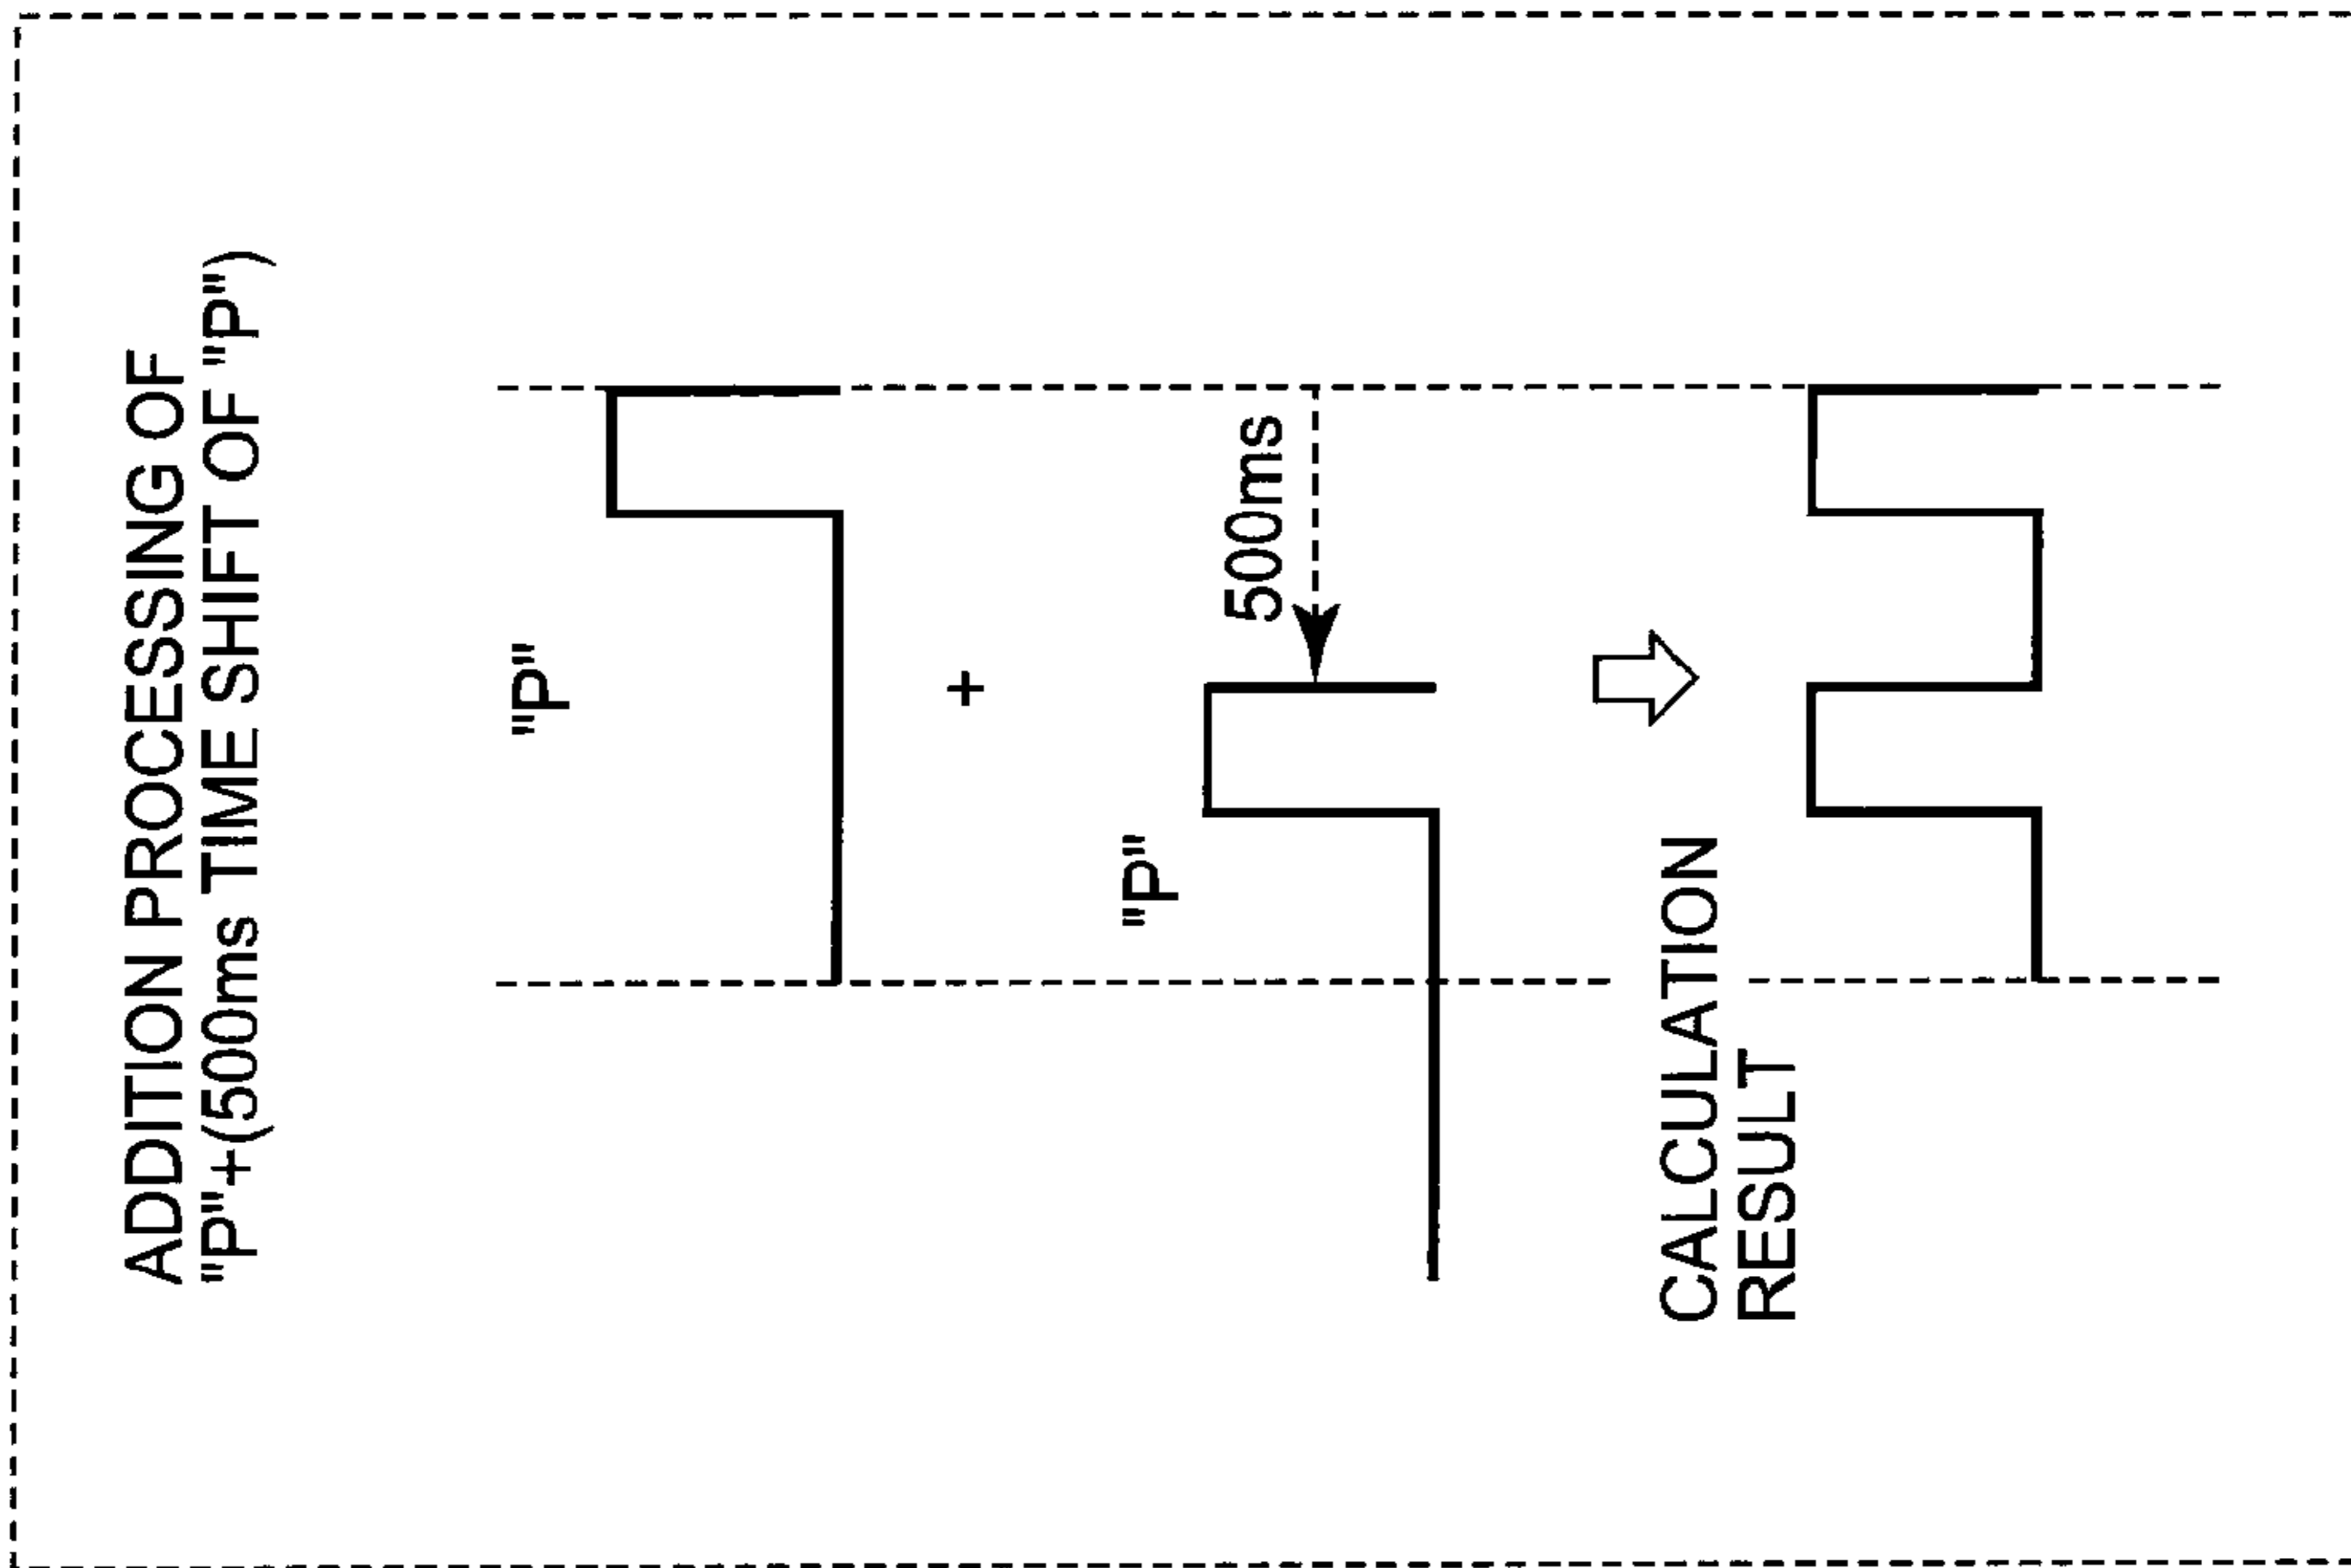 ADDITION PROCESSING OF
"P"+(500ms TIME SHIFT OF "P")
"P"
+
"P"
500ms
CALCULATION
RESULT